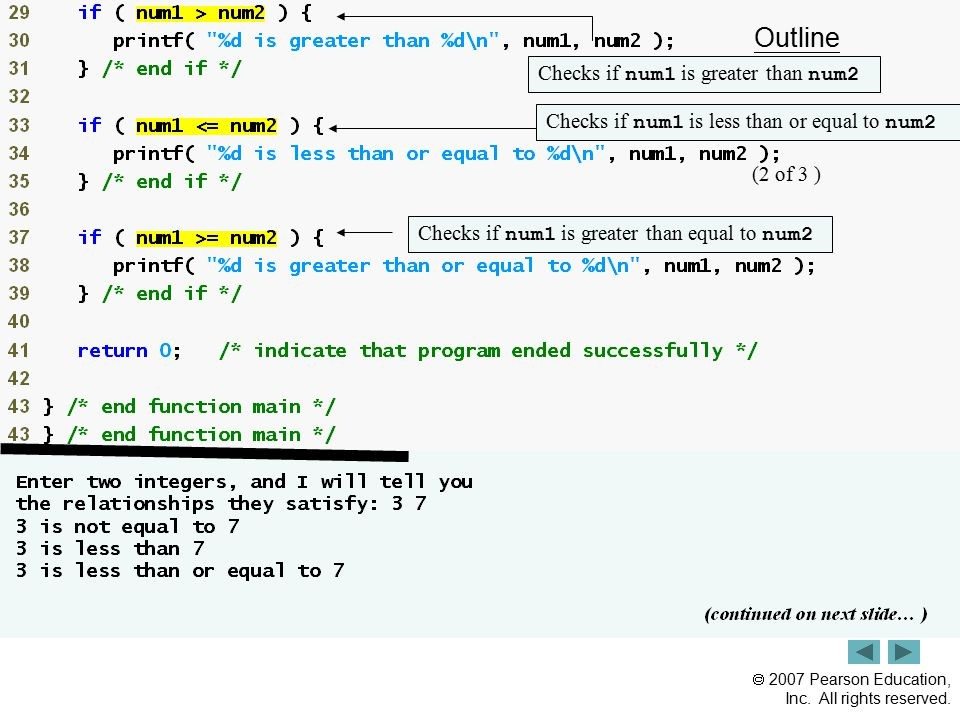 29    if ( num1 > num2 ) {
30       printf( "%d is greater than %d\n", num1, num2 );
Outline
Checks if num1 is greater than num2
31    } /* end if */
32
Checks if num1 is less than or equal to num2
33    if ( num1 <= num2 ) {
34       printf( "%d is less than or equal to %d\n", num1, num2 );
(2 of 3 )
35    } /* end if */
36
37    if ( num1 >= num2 ) {
Checks if num1 is greater than equal to num2
38       printf( "%d is greater than or equal to %d\n", num1, num2 );
39    } /* end if */
40
41    return 0;   /* indicate that program ended successfully */
42
43 } /* end function main */
43 } /* end function main */
Enter two integers, and I will tell you
the relationships they satisfy: 3 7
3 is not equal to 7
3 is less than 7
3 is less than or equal to 7
(continued on next slide… )
© 2007 Pearson Education,
Inc.  All rights reserved.